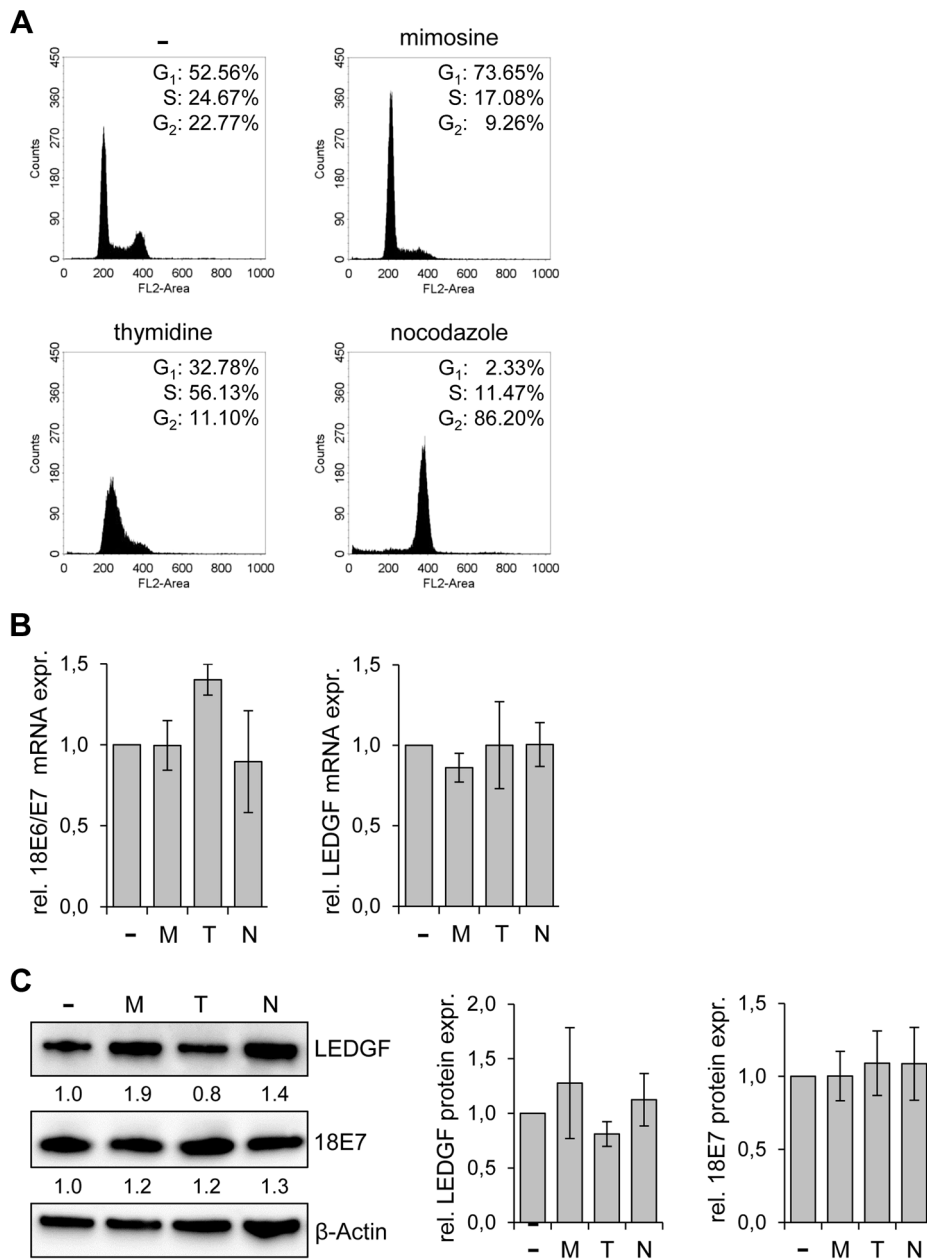 A
–
G1: 52.56%
S: 24.67%
G2: 22.77%
Counts
450
360
270
180
90
0
0 200 400 600 800 1000
FL2-Area
mimosine
G1: 73.65%
S: 17.08%
G2: 9.26%
Counts
450
360
270
180
90
0
0 200 400 600 800 1000
FL2-Area
thymidine
G1: 32.78%
S: 56.13%
G2: 11.10%
Counts
450
360
270
180
90
0
0 200 400 600 800 1000
FL2-Area
nocodazole
G1: 2.33%
S: 11.47%
G2: 86.20%
Counts
450
360
270
180
90
0
0 200 400 600 800 1000
FL2-Area
B
rel. 18E6/E7 mRNA expr.
1,5
1,0
0,5
0,0
– M T N
rel. LEDGF mRNA expr.
1,5
1,0
0,5
0,0
– M T N
C
– M T N
LEDGF
1.0 1.9 0.8 1.4
18E7
1.0 1.2 1.2 1.3
β-Actin
rel. LEDGF protein expr.
2,0
1,5
1,0
0,5
0,0
– M T N
rel. 18E7 protein expr.
1,5
1,0
0,5
0,0
– M T N